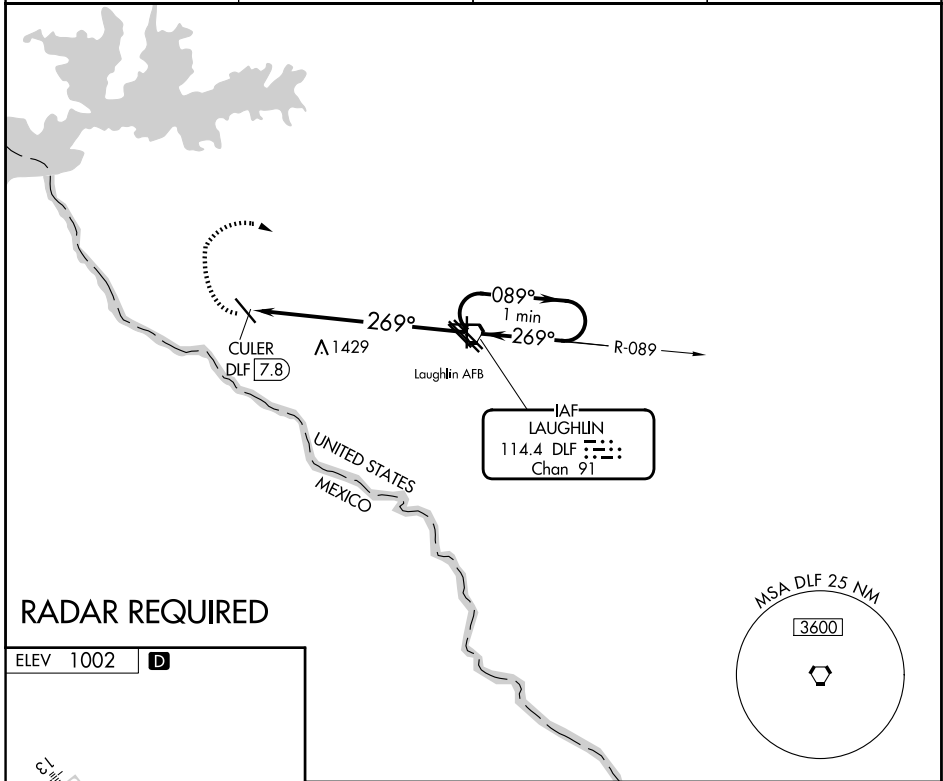 089°
1 min
269°
269°
R-089
CULER
DLF 7.8
1429
Laughlin AFB
IAF
LAUGHLIN
114.4 DLF
Chan 91
UNITED STATES
MEXICO
RADAR REQUIRED
MSA DLF 25 NM
3600
ELEV 1002 D
13